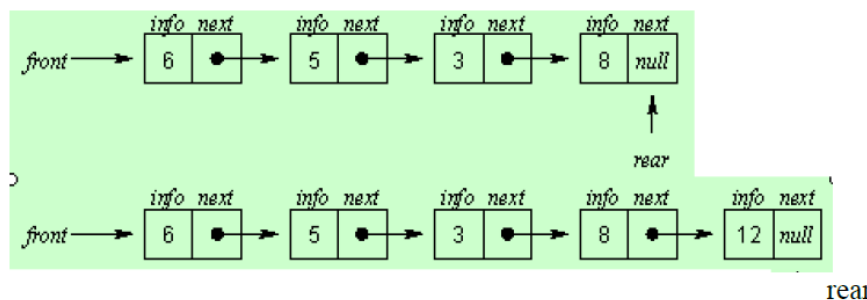 info next info next info next info next
front 6 5 3 8 null
rear
info next info next info next info next info next
front 6 5 3 8 12 null
rear